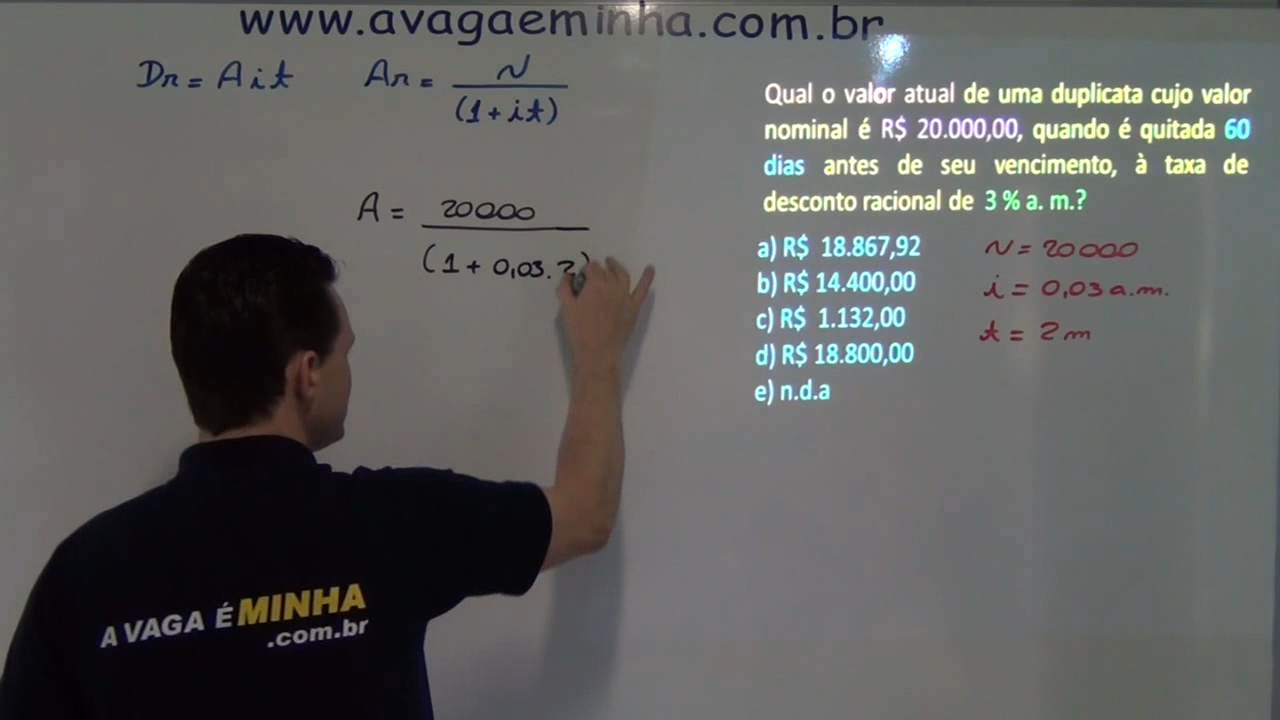 www.avagaeminha.com.br
Dr = A i t
Ar = N
(1 + it)
A = 20000
(1 + 0,03. 2)
Qual o valor atual de uma duplicata cujo valor
nominal é R$ 20.000,00, quando é quitada 60
dias antes de seu vencimento, à taxa de
desconto racional de 3 % a. m.?
a) R$ 18.867,92
b) R$ 14.400,00
c) R$ 1.132,00
d) R$ 18.800,00
e) n.d.a
N = 20000
i = 0,03 a.m.
t = 2 m
A VAGA É MINHA
.com.br